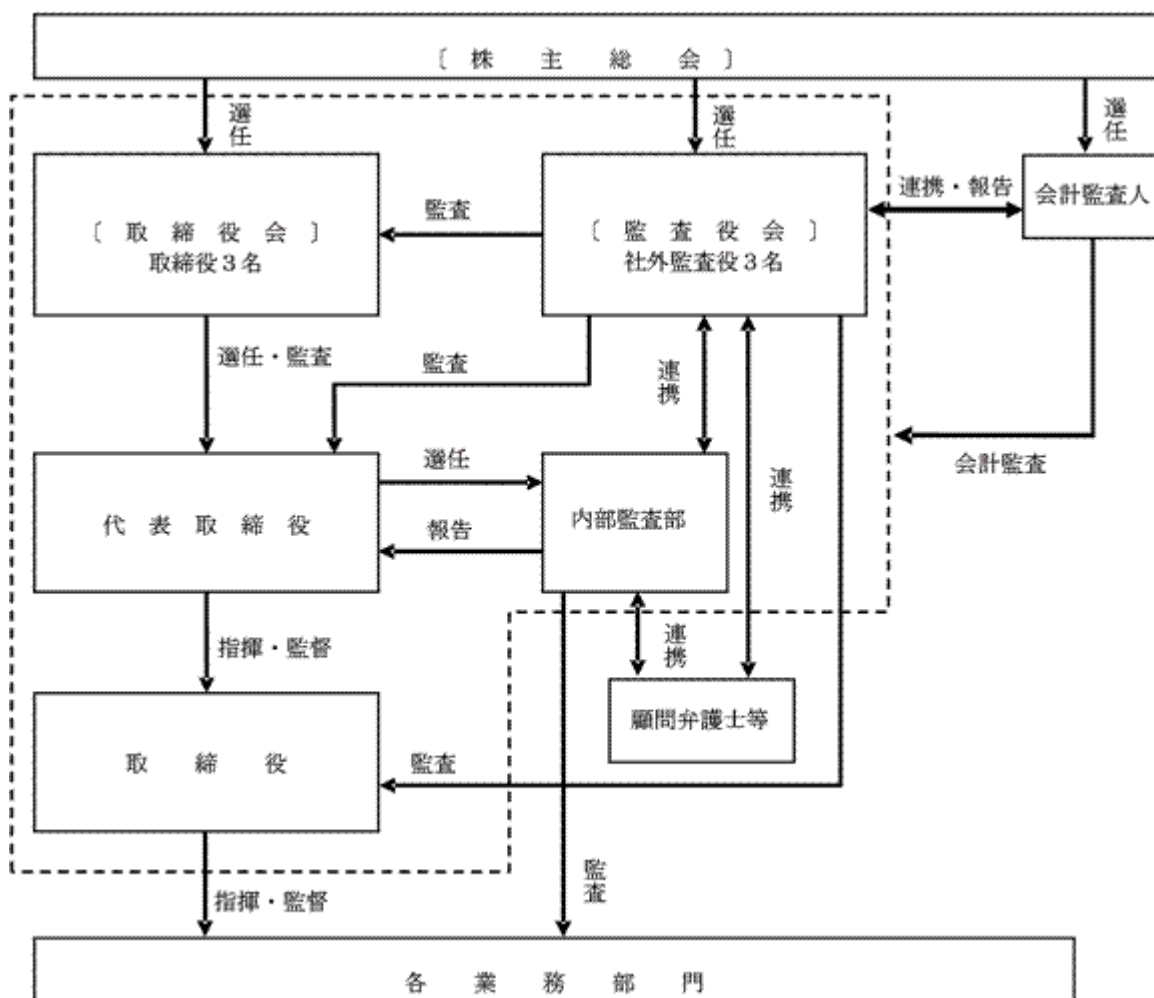 〔 株 主 総 会 〕
選任
選任
選任
〔 取 締 役 会 〕
取締役３名
監査
〔 監 査 役 会 〕
社外監査役３名
連携・報告
会計監査人
選任・監査
監査
連携
連携
会計監査
代 表 取 締 役
選任
報告
内部監査部
指揮・監督
連携
顧問弁護士等
取 締 役
監査
指揮・監督
監査
各 業 務 部 門